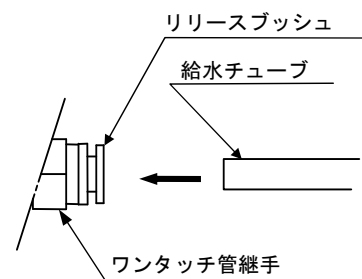 リリースブッシュ
給水チューブ
ワンタッチ管継手